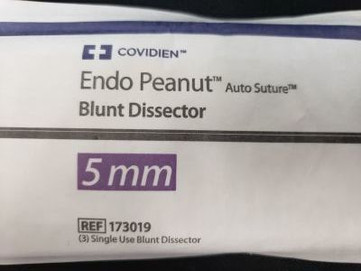 COVIDIEN™
Endo Peanut™ Auto Suture™
Blunt Dissector
5 mm
REF 173019
(3) Single Use Blunt Dissector